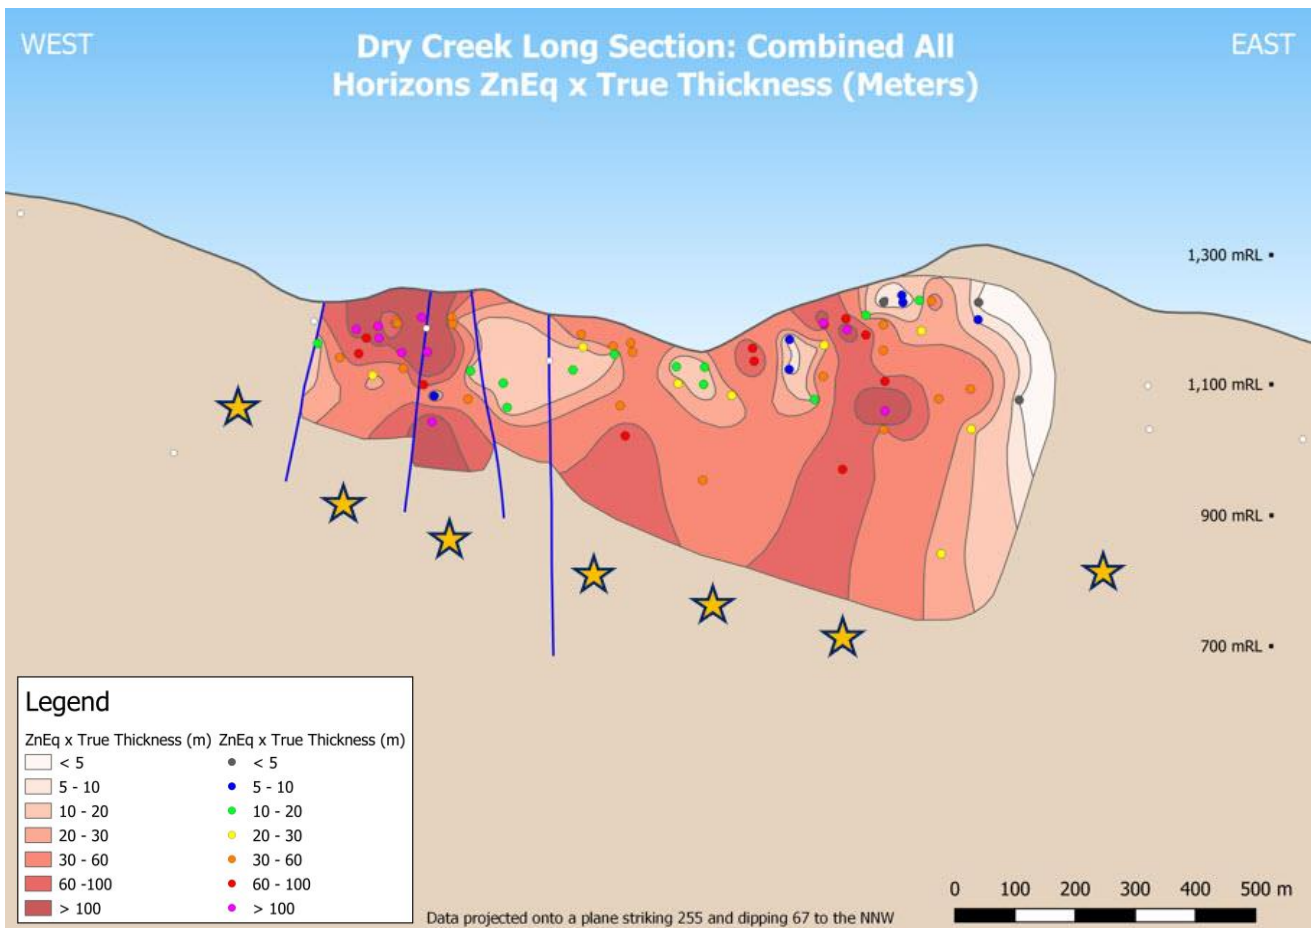 WEST
Dry Creek Long Section: Combined All
Horizons ZnEq x True Thickness (Meters)
EAST
1,300 mRL
1,100 mRL
900 mRL
700 mRL
Legend
ZnEq x True Thickness (m) ZnEq x True Thickness (m)
< 5 < 5
5 - 10 5 - 10
10 - 20 10 - 20
20 - 30 20 - 30
30 - 60 30 - 60
60 -100 60 - 100
> 100 > 100
Data projected onto a plane striking 255 and dipping 67 to the NNW
0 100 200 300 400 500 m